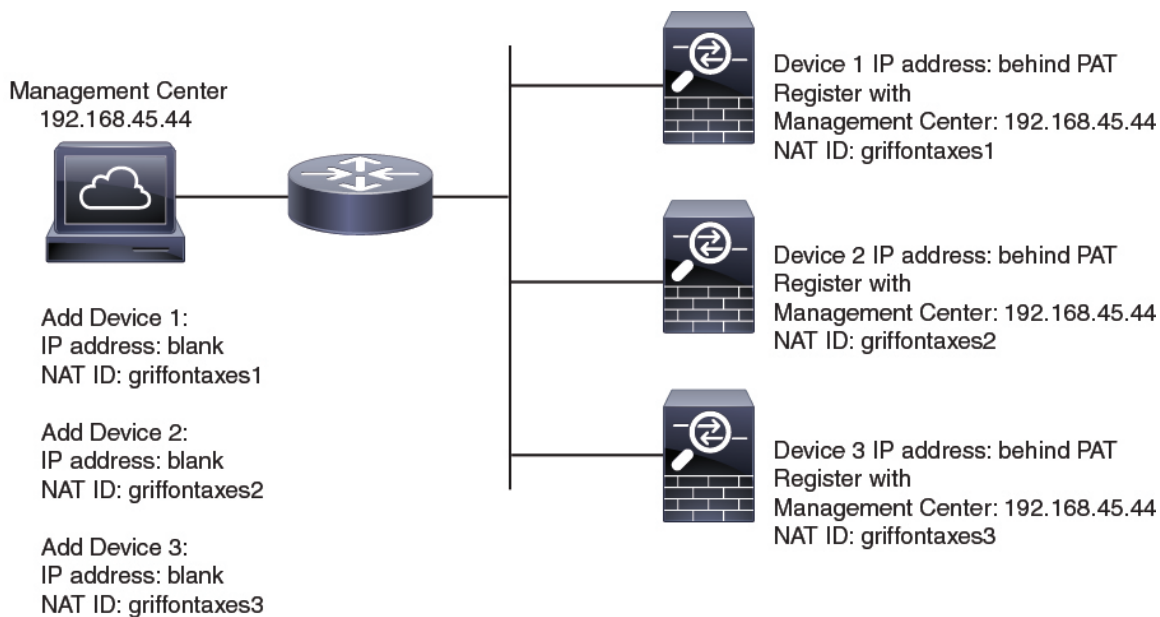 Management Center
192.168.45.44
Add Device 1:
IP address: blank
NAT ID: griffontaxes1
Add Device 2:
IP address: blank
NAT ID: griffontaxes2
Add Device 3:
IP address: blank
NAT ID: griffontaxes3
Device 1 IP address: behind PAT
Register with
Management Center: 192.168.45.44
NAT ID: griffontaxes1
Device 2 IP address: behind PAT
Register with
Management Center: 192.168.45.44
NAT ID: griffontaxes2
Device 3 IP address: behind PAT
Register with
Management Center: 192.168.45.44
NAT ID: griffontaxes3